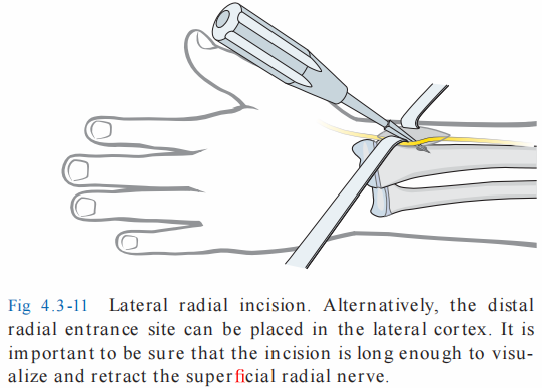 Fig 4.3-11 Lateral radial incision. Alternatively, the distal
radial entrance site can be placed in the lateral cortex. It is
important to be sure that the incision is long enough to visu-
alize and retract the superficial radial nerve.